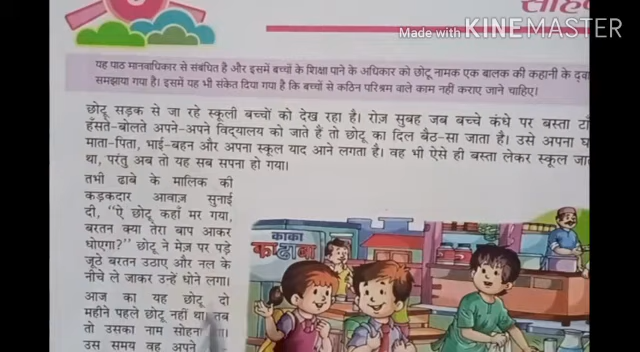 Made with KINEMASTER
यह पाठ मानवाधिकार से संबंधित है और इसमें बच्चों के शिक्षा पाने के अधिकार को छोटू नामक एक बालक की कहानी के
समझाया गया है। इसमें यह भी संकेत दिया गया है कि बच्चों से कठिन परिश्रम वाले काम नहीं कराए जाने चाहिए।
छोटू सड़क से जा रहे स्कूली बच्चों को देख रहा है। रोज़ सुबह जब बच्चे कंधे पर बस्ता
हँसते-बोलते अपने-अपने विद्यालय को जाते हैं तो छोटू का दिल बैठ-सा जाता है। उसे अपना
माता-पिता, भाई-बहन और अपना स्कूल याद आने लगता है। वह भी ऐसे ही बस्ता लेकर स्कूल
था, परंतु अब तो यह सब सपना हो गया।
तभी ढाबे के मालिक की
कड़कदार आवाज़ सुनाई
दी, “ऐ छोटू कहाँ मर गया,
बरतन क्या तेरा बाप आकर
धोएगा?” छोटू ने मेज़ पर पड़े
जूठे बरतन उठाए और नल के
नीचे ले जाकर उन्हें धोने लगा।
आज का यह छोटू दो
महीने पहले छोटू नहीं था। तब
तो उसका नाम सोहना
उस समय वह अपने
काका
का ढाबा